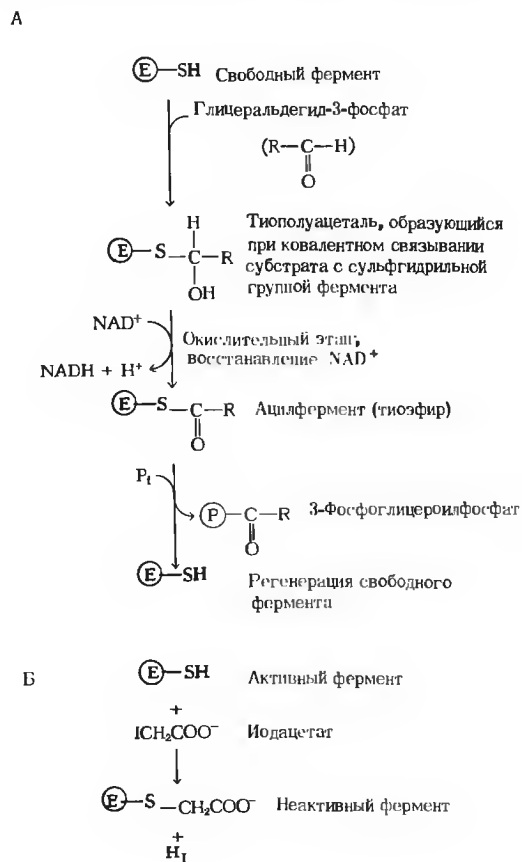 А
E—SH Свободный фермент
Глицеральдегид-3-фосфат
(R—C—H)
O
H
E—S—C—R
OH
Тиополуацеталь, образующийся
при ковалентном связывании
субстрата с сульфгидрильной
группой фермента
NAD⁺
NADH + H⁺
Окислительный этап,
восстанавление NAD⁺
E—S—C—R Ацилфермент (тиоэфир)
O
Pᵢ
P—C—R 3-Фосфоглицероилфосфат
O
E—SH
Регенерация свободного
фермента
Б
E—SH Активный фермент
+
ICH₂COO⁻ Иодацетат
E—S—CH₂COO⁻ Неактивный фермент
+
HI